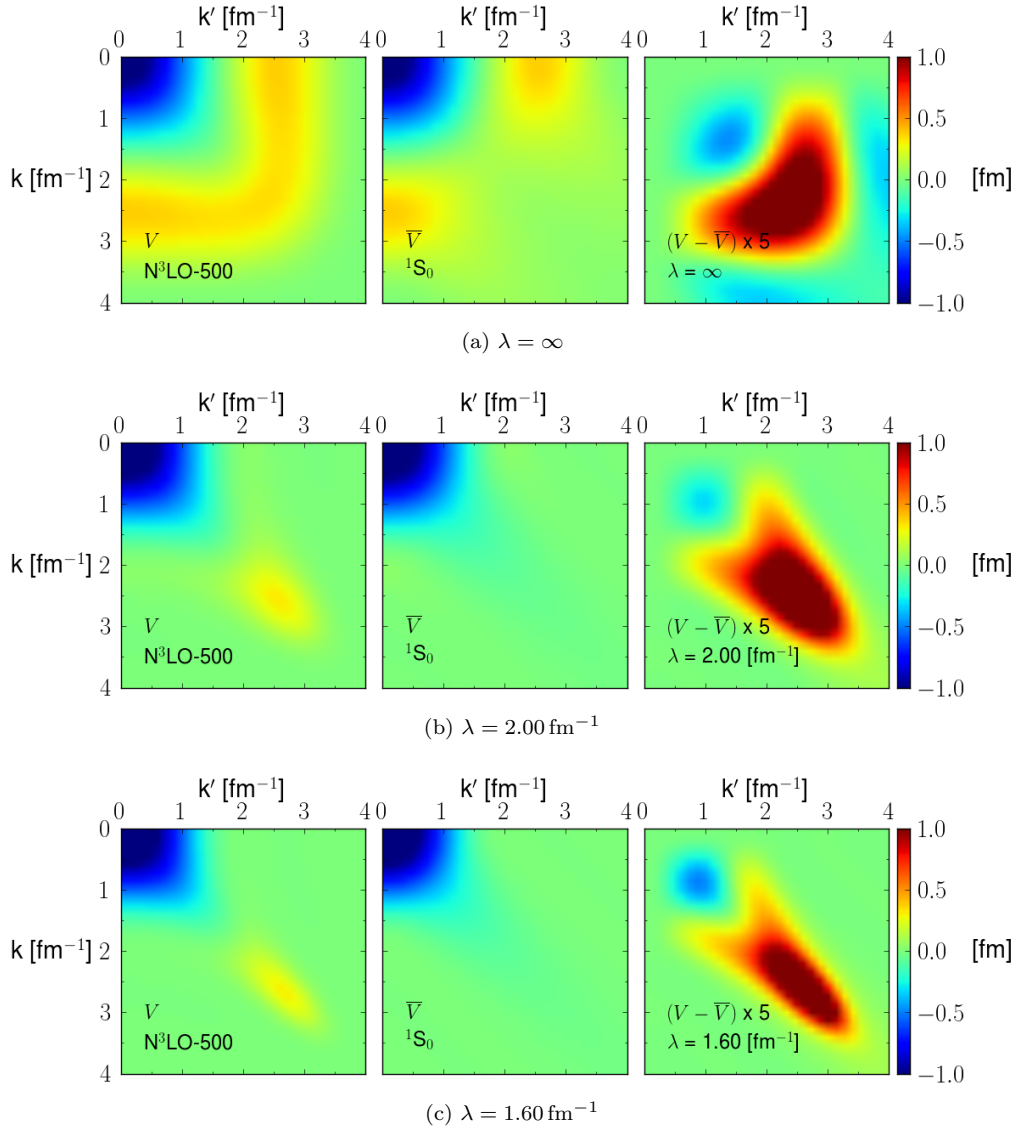 k′ [fm⁻¹] k′ [fm⁻¹] k′ [fm⁻¹]
0 1 2 3 4 0 1 2 3 4 0 1 2 3 4
0 1 2 3 4
k [fm⁻¹]
V
N³LO-500
V̅
¹S₀
(V − V̅) x 5
λ = ∞
1.0 0.5 0.0 −0.5 −1.0
[fm]
(a) λ = ∞
k′ [fm⁻¹] k′ [fm⁻¹] k′ [fm⁻¹]
0 1 2 3 4 0 1 2 3 4 0 1 2 3 4
0 1 2 3 4
k [fm⁻¹]
V
N³LO-500
V̅
¹S₀
(V − V̅) x 5
λ = 2.00 [fm⁻¹]
1.0 0.5 0.0 −0.5 −1.0
[fm]
(b) λ = 2.00 fm⁻¹
k′ [fm⁻¹] k′ [fm⁻¹] k′ [fm⁻¹]
0 1 2 3 4 0 1 2 3 4 0 1 2 3 4
0 1 2 3 4
k [fm⁻¹]
V
N³LO-500
V̅
¹S₀
(V − V̅) x 5
λ = 1.60 [fm⁻¹]
1.0 0.5 0.0 −0.5 −1.0
[fm]
(c) λ = 1.60 fm⁻¹